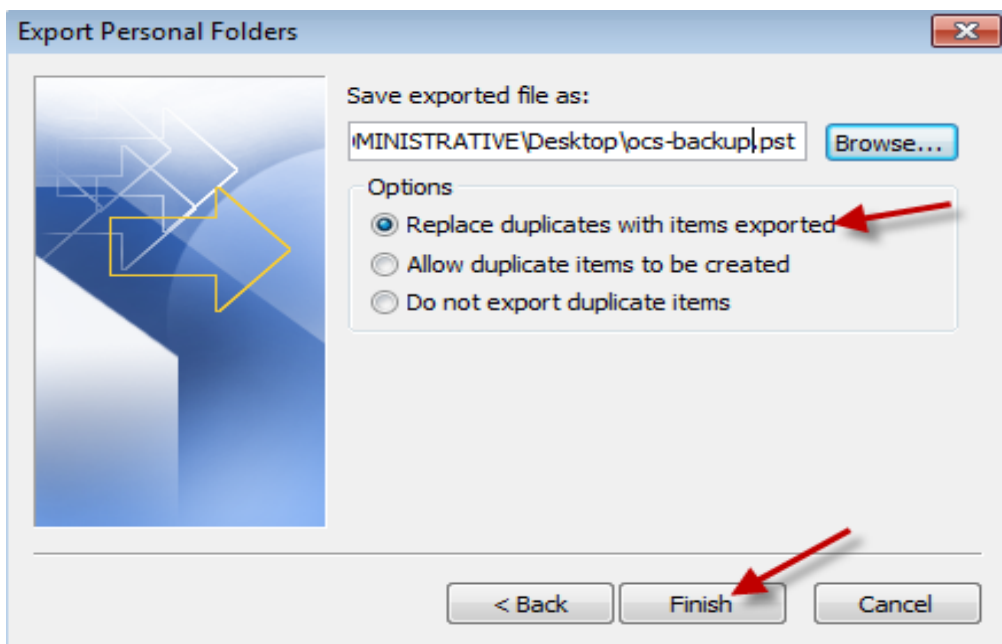 Export Personal Folders
Save exported file as:
MINISTRATIVE\Desktop\ocs-backup.pst
Browse...
Options
Replace duplicates with items exported
Allow duplicate items to be created
Do not export duplicate items
< Back
Finish
Cancel